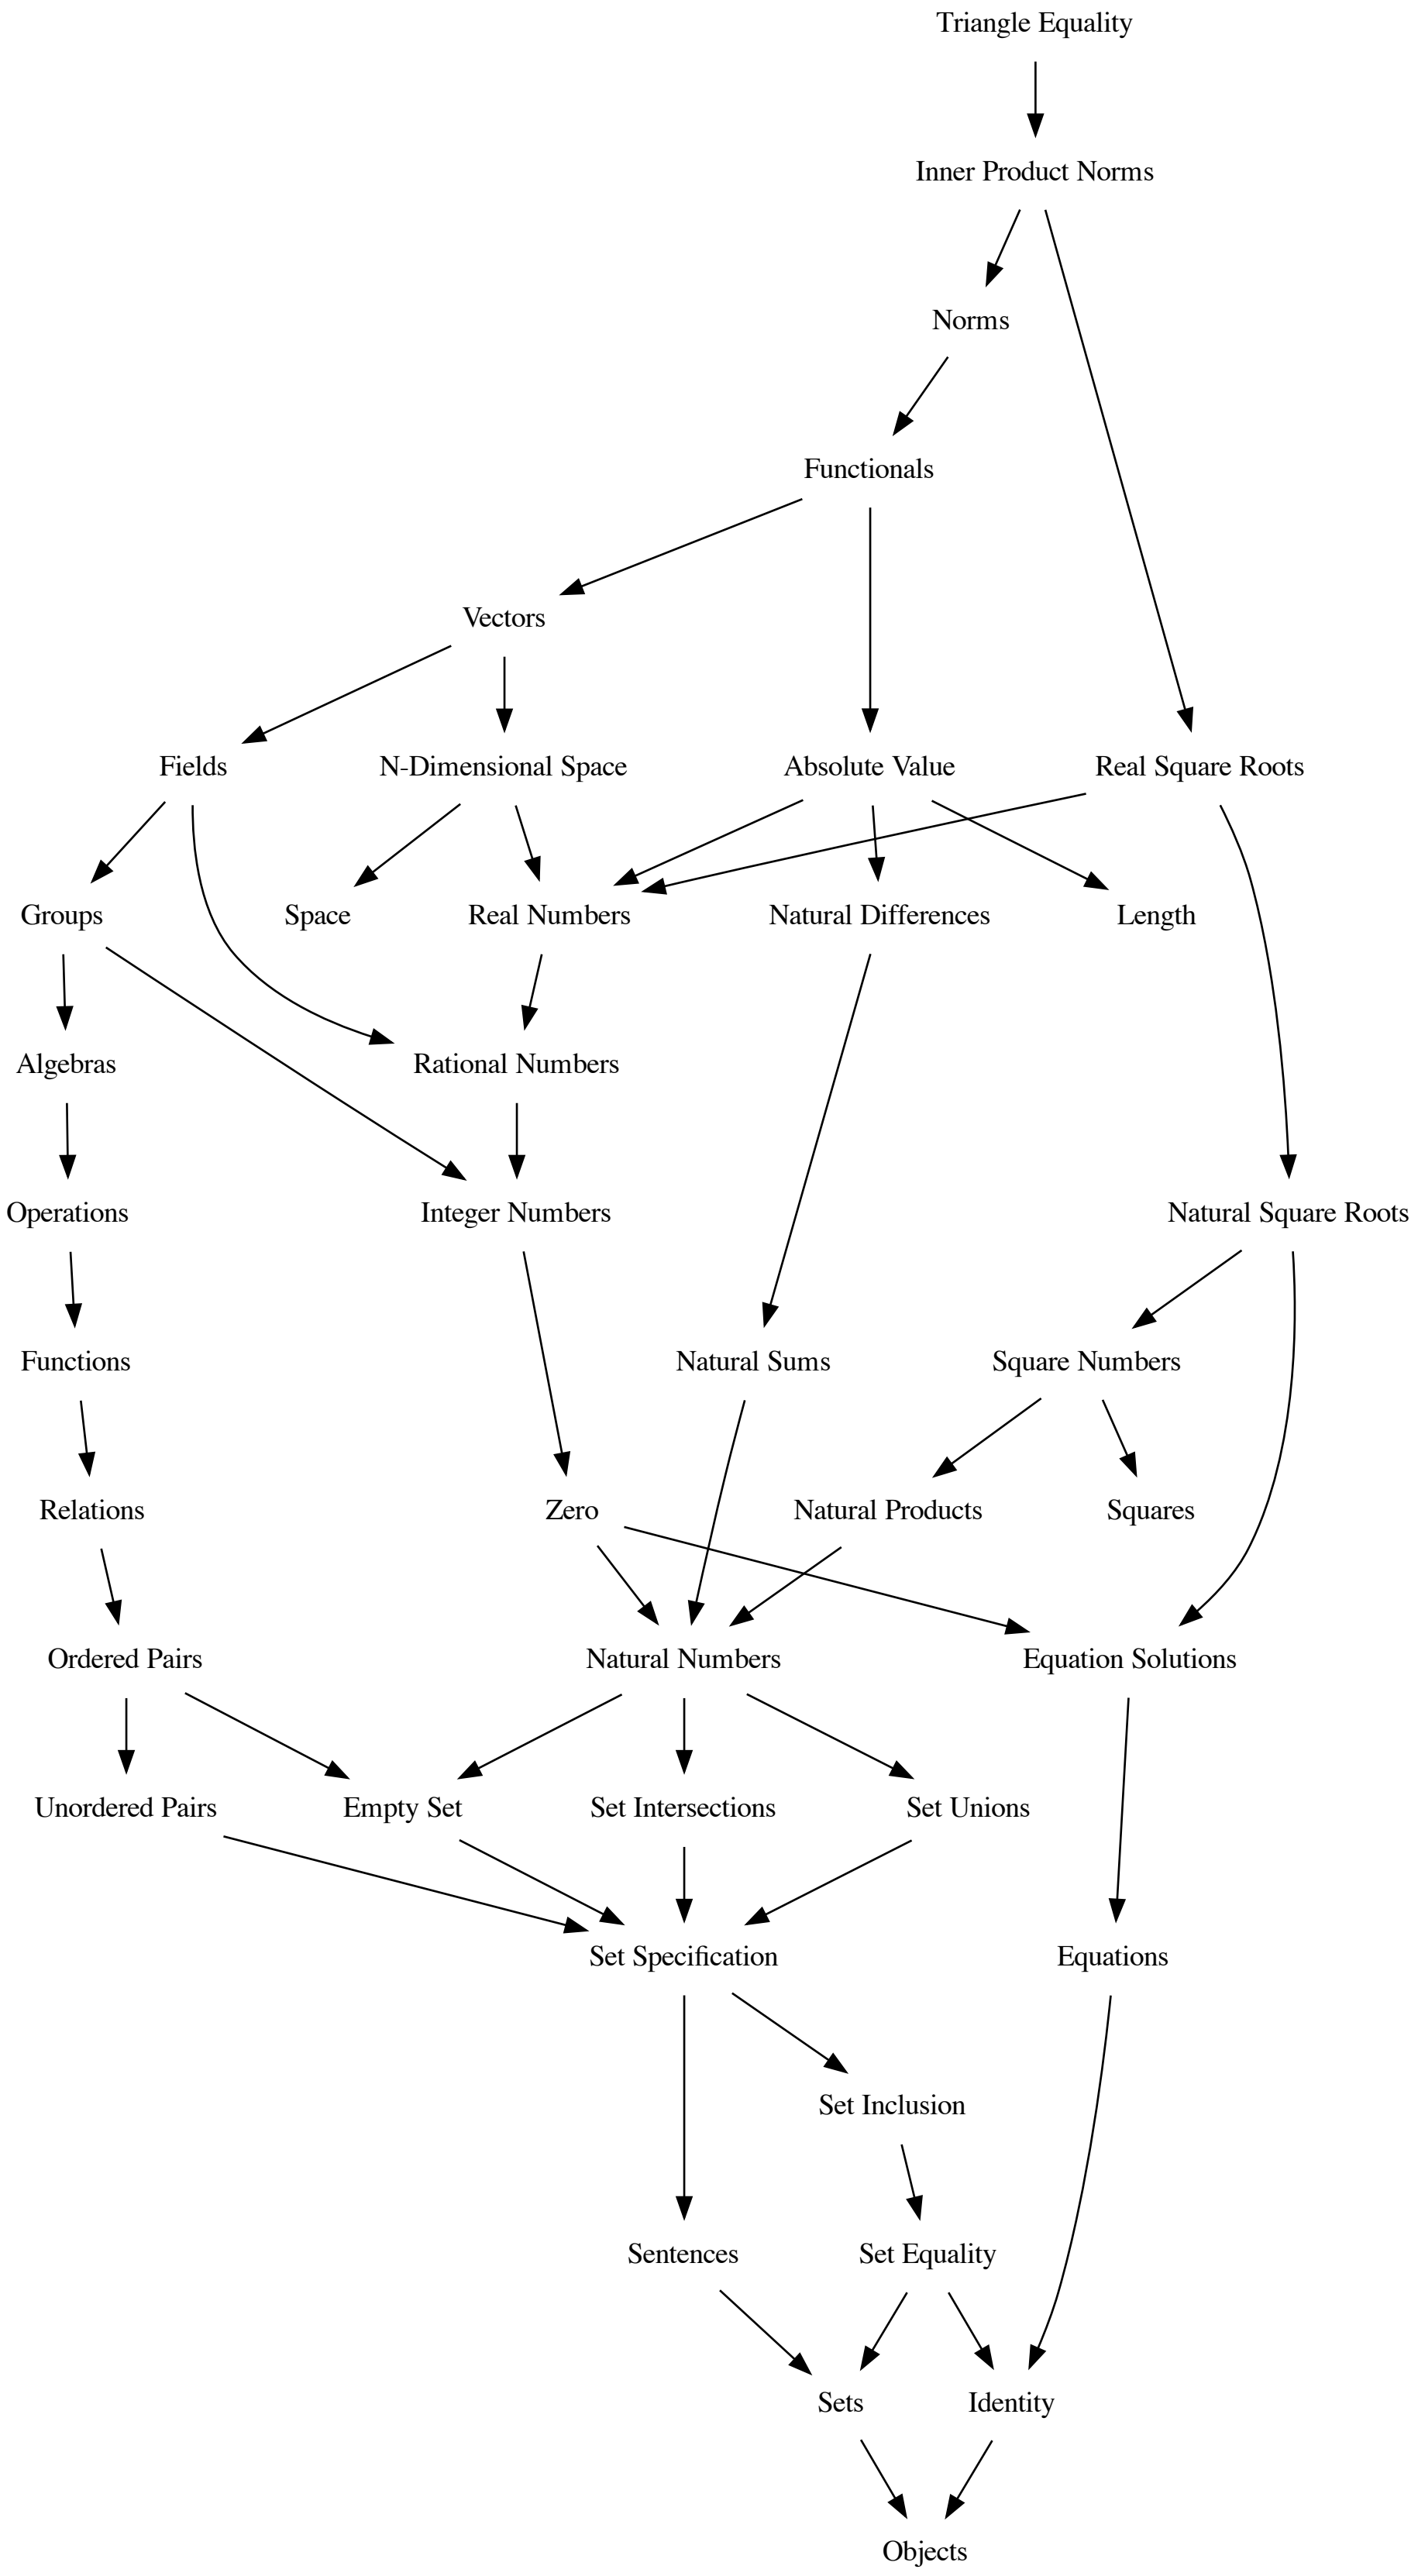 Triangle Equality
Inner Product Norms
Norms
Functionals
Vectors
Fields
N-Dimensional Space
Absolute Value
Real Square Roots
Groups
Space
Real Numbers
Natural Differences
Length
Algebras
Rational Numbers
Operations
Integer Numbers
Natural Square Roots
Functions
Natural Sums
Square Numbers
Relations
Zero
Natural Products
Squares
Ordered Pairs
Natural Numbers
Equation Solutions
Unordered Pairs
Empty Set
Set Intersections
Set Unions
Set Specification
Equations
Set Inclusion
Sentences
Set Equality
Sets
Identity
Objects